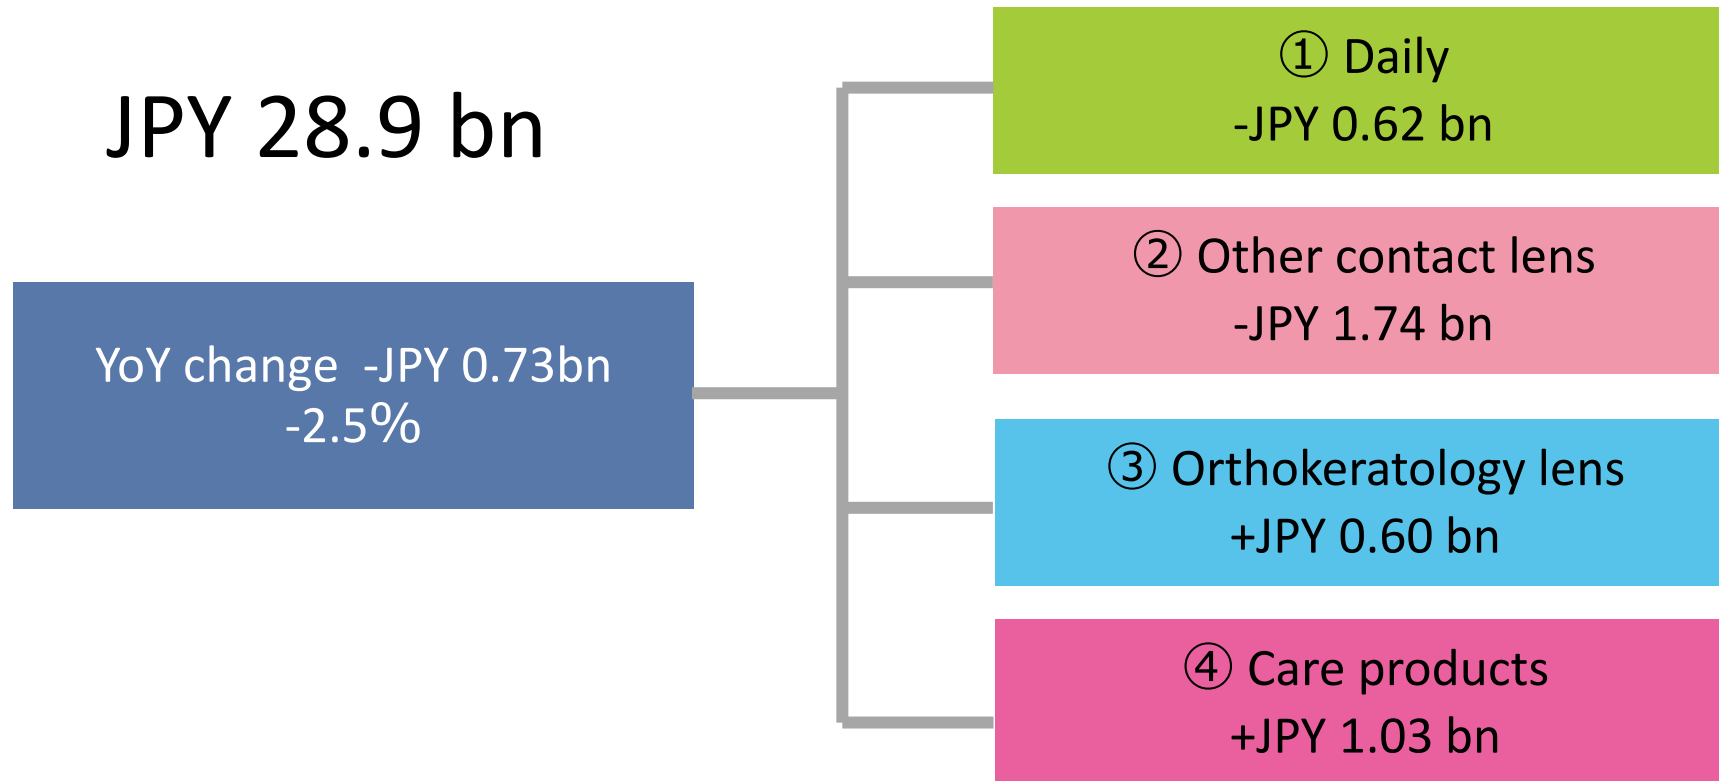 JPY 28.9 bn
YoY change -JPY 0.73bn
-2.5%
① Daily
-JPY 0.62 bn
② Other contact lens
-JPY 1.74 bn
③ Orthokeratology lens
+JPY 0.60 bn
④ Care products
+JPY 1.03 bn